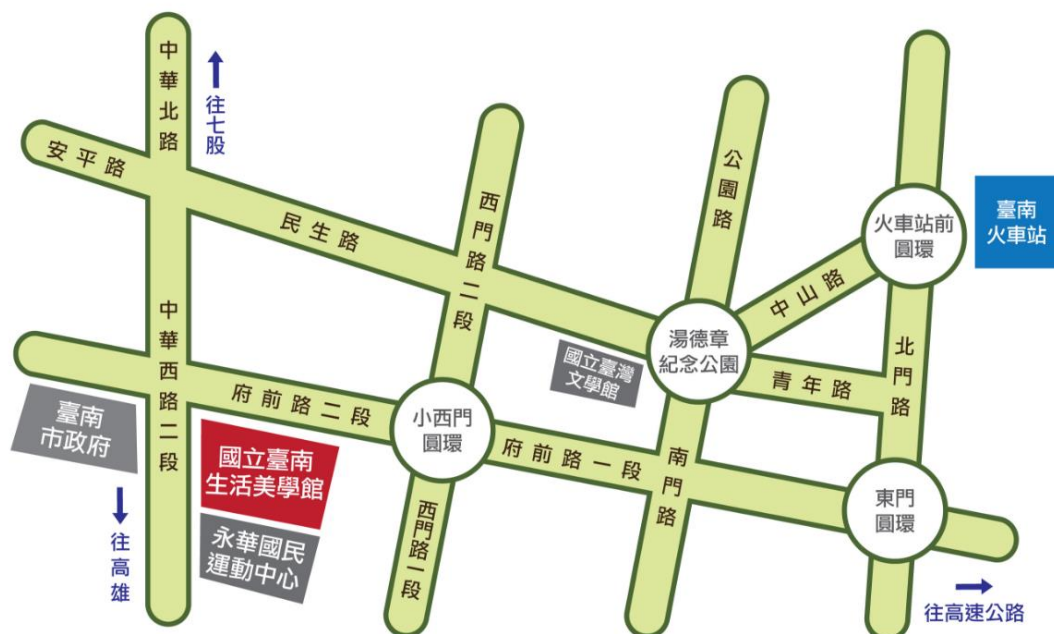 中華北路
往七股
安平路
民生路
西門路二段
公園路
火車站前
圓環
臺南
火車站
中山路
中華西路二段
湯德章
紀念公園
國立臺灣
文學館
青年路
北門路
臺南
市政府
府前路二段
小西門
圓環
國立臺南
生活美學館
府前路一段
南門路
東門
圓環
永華國民
運動中心
西門路一段
往高雄
往高速公路